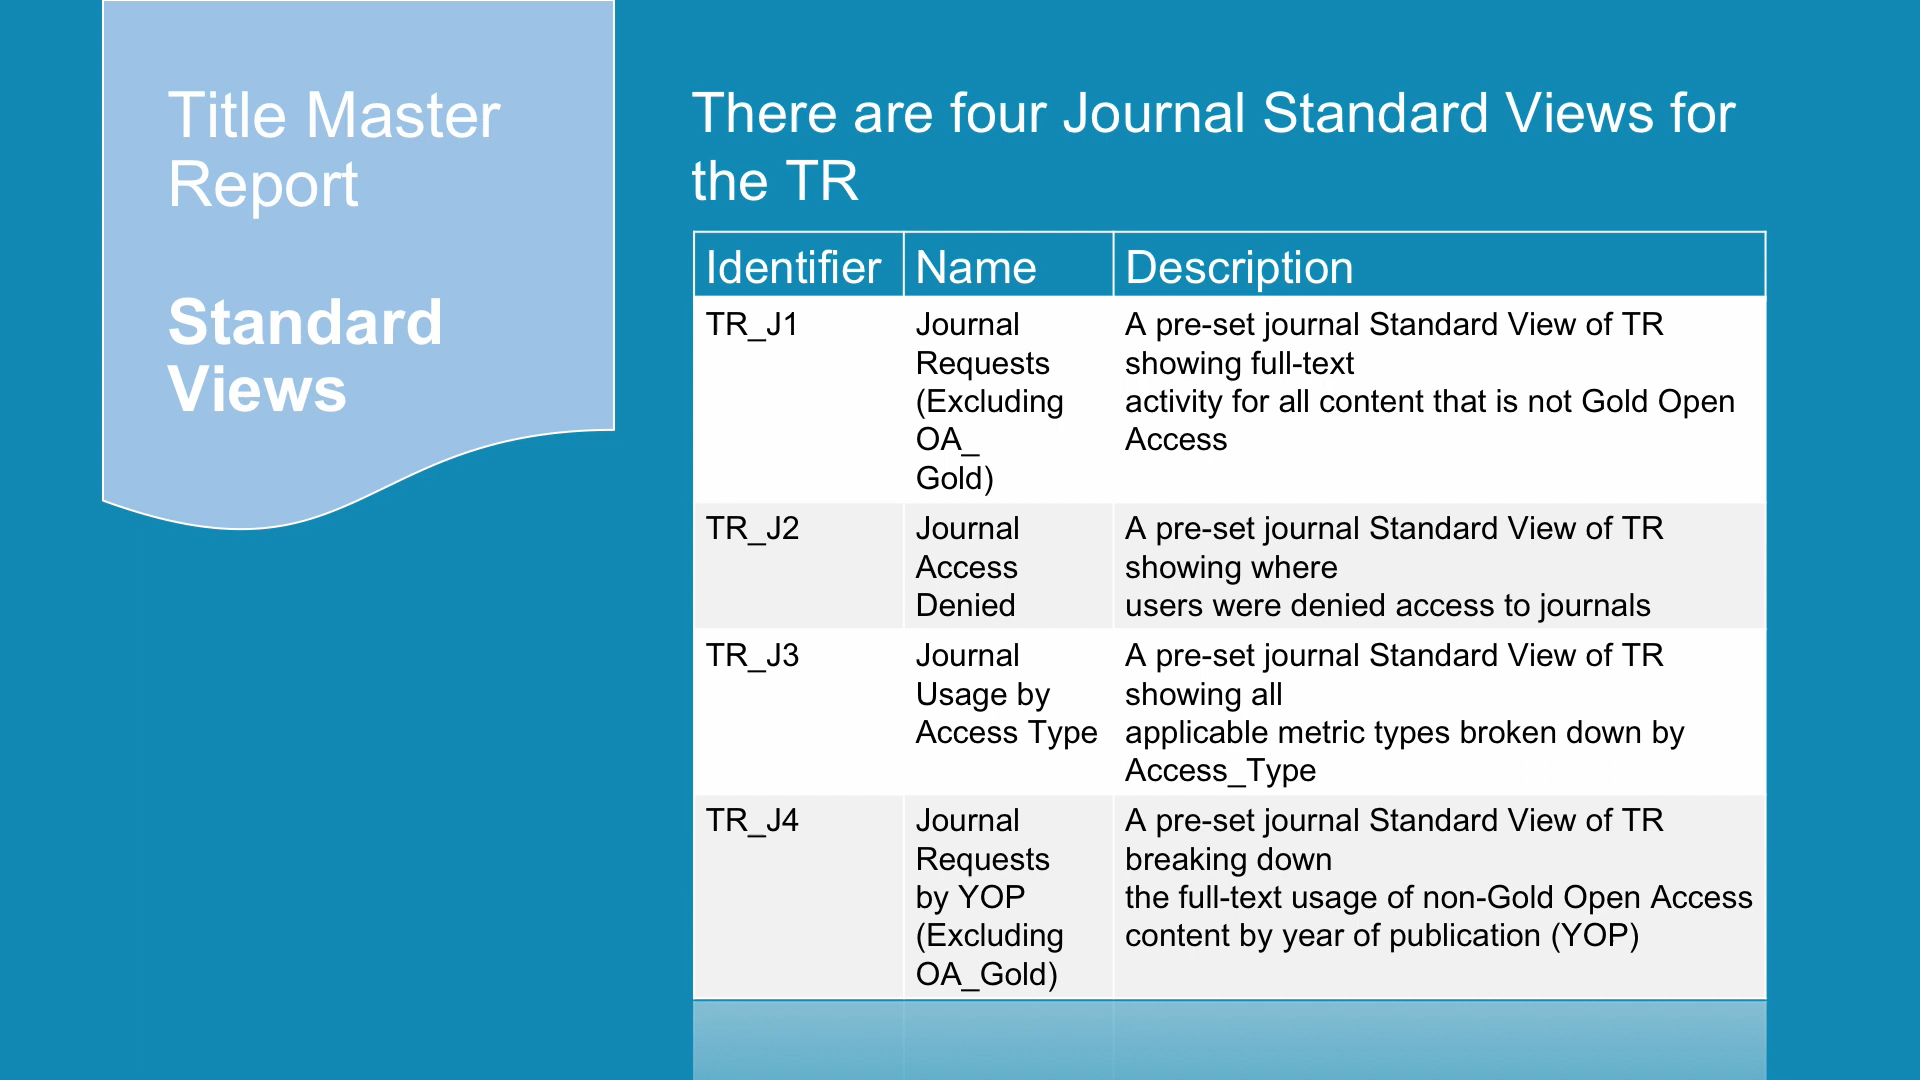 Title Master
Report
Standard
Views
There are four Journal Standard Views for
the TR
Identifier
Name
Description
TR_J1
Journal
Requests
(Excluding
OA_
Gold)
A pre-set journal Standard View of TR
showing full-text
activity for all content that is not Gold Open
Access
TR_J2
Journal
Access
Denied
A pre-set journal Standard View of TR
showing where
users were denied access to journals
TR_J3
Journal
Usage by
Access Type
A pre-set journal Standard View of TR
showing all
applicable metric types broken down by
Access_Type
TR_J4
Journal
Requests
by YOP
(Excluding
OA_Gold)
A pre-set journal Standard View of TR
breaking down
the full-text usage of non-Gold Open Access
content by year of publication (YOP)